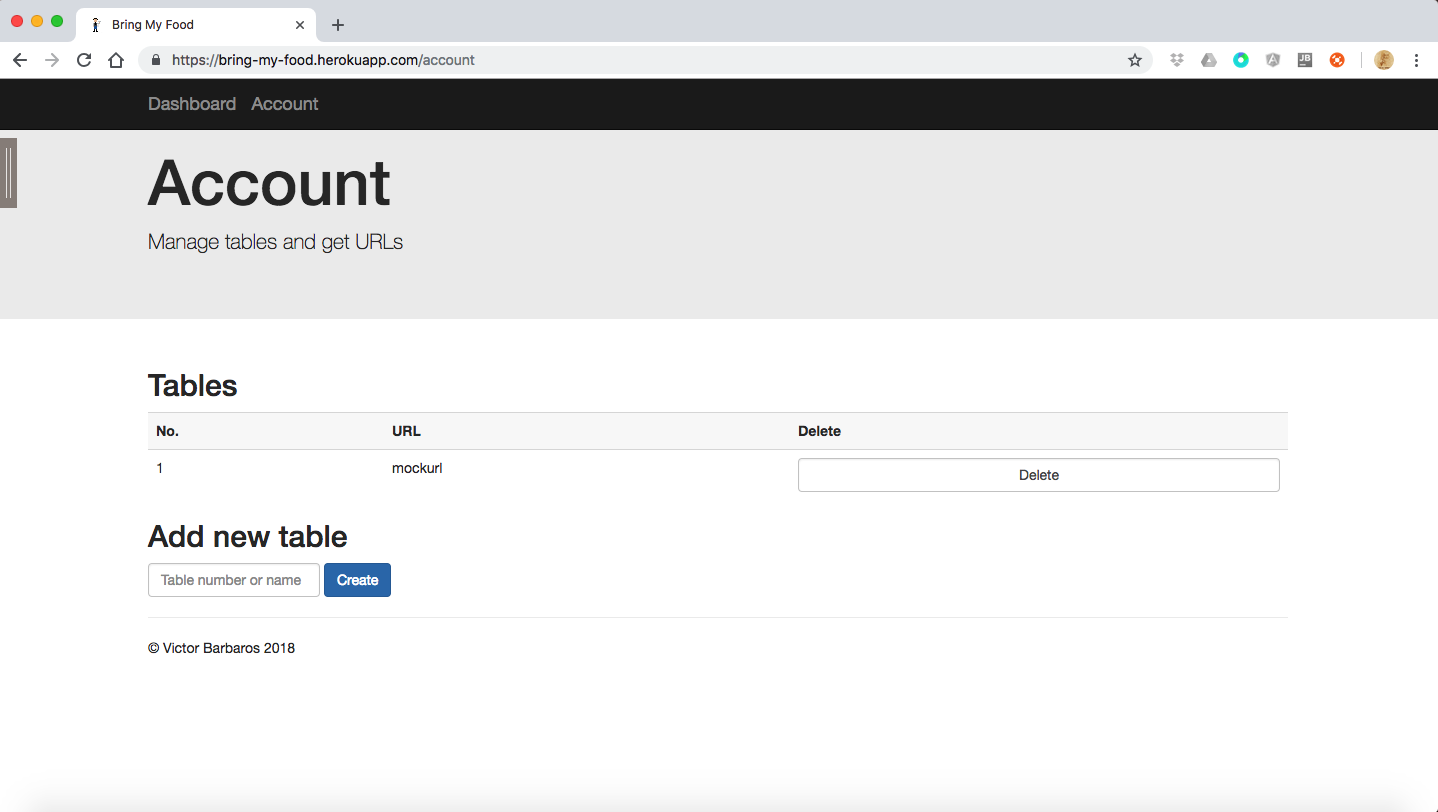 Bring My Food
https://bring-my-food.herokuapp.com/account
JB
Dashboard Account
Account
Manage tables and get URLs
Tables
No. URL Delete
1 mockurl Delete
Add new table
Table number or name Create
© Victor Barbaros 2018